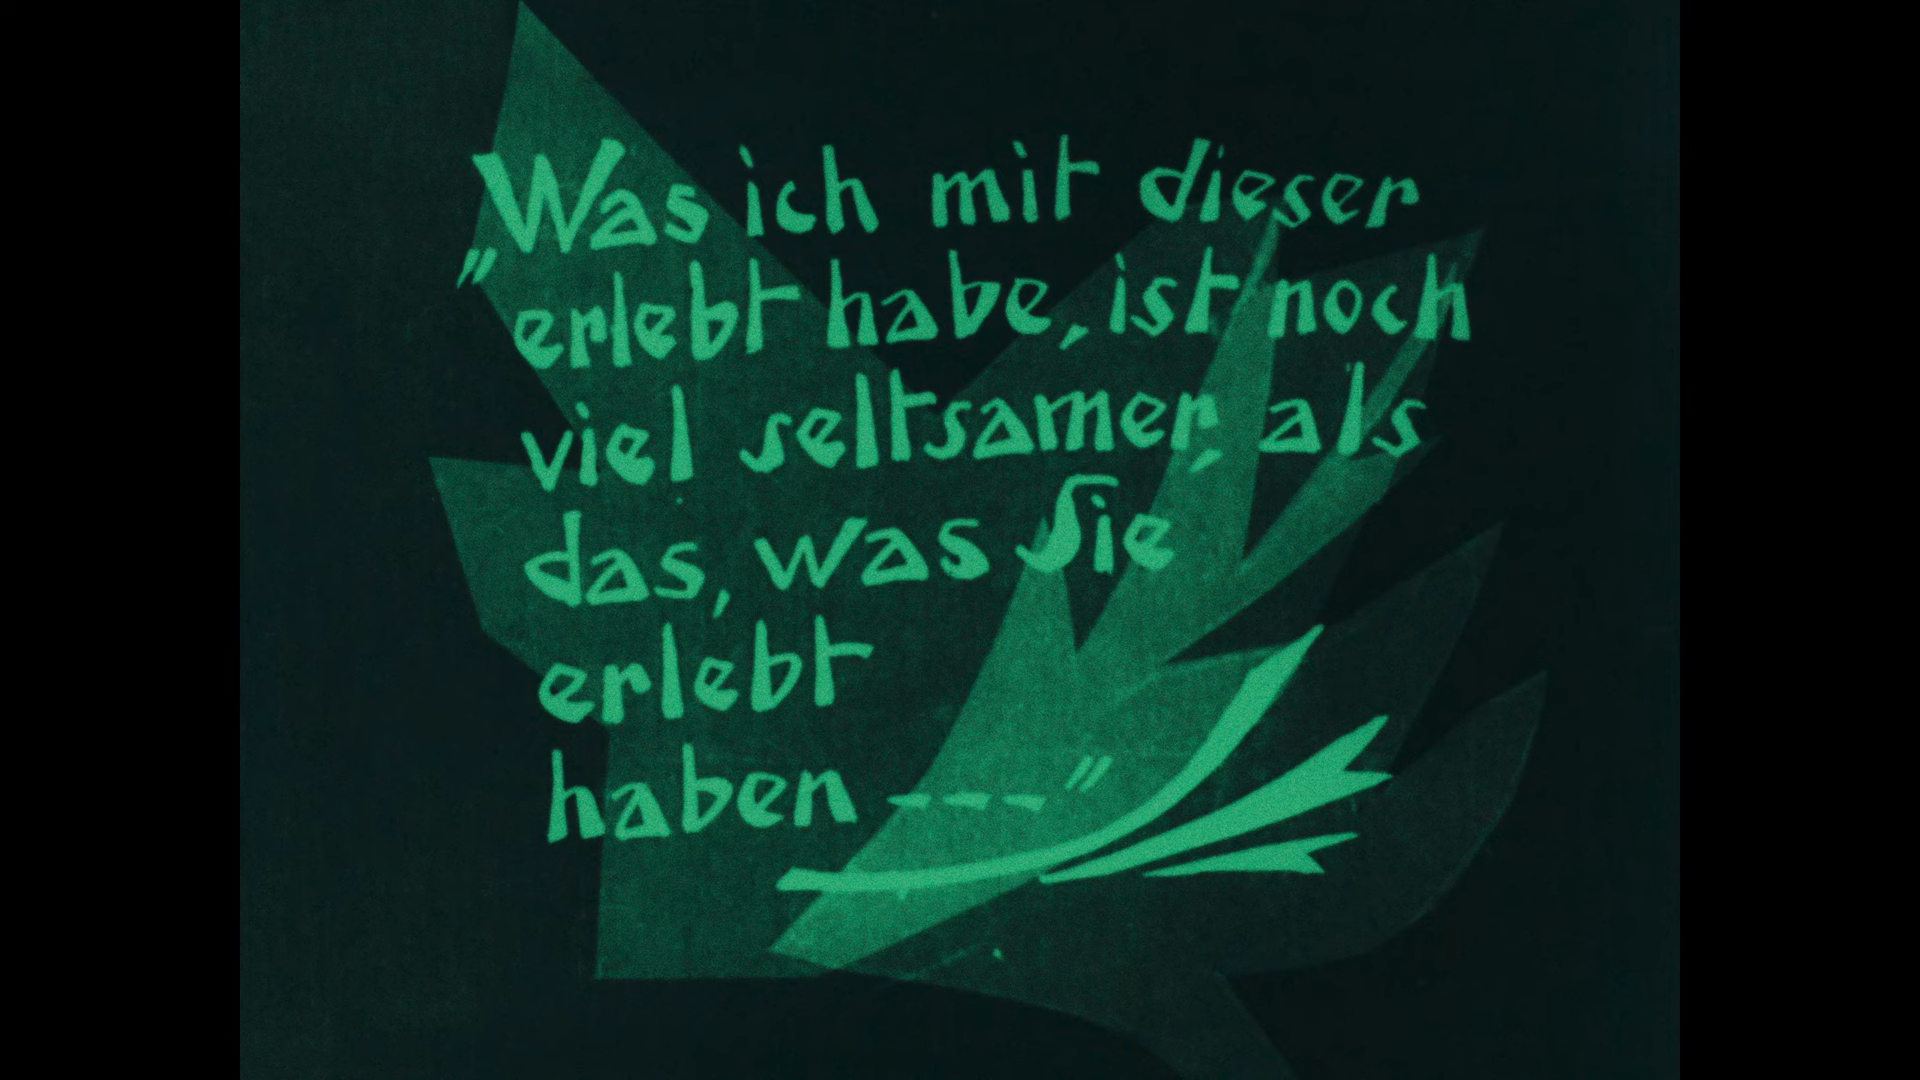 „Was ich mit dieser
erlebt habe, ist noch
viel seltsamer, als
das, was Sie
erlebt
haben ---"